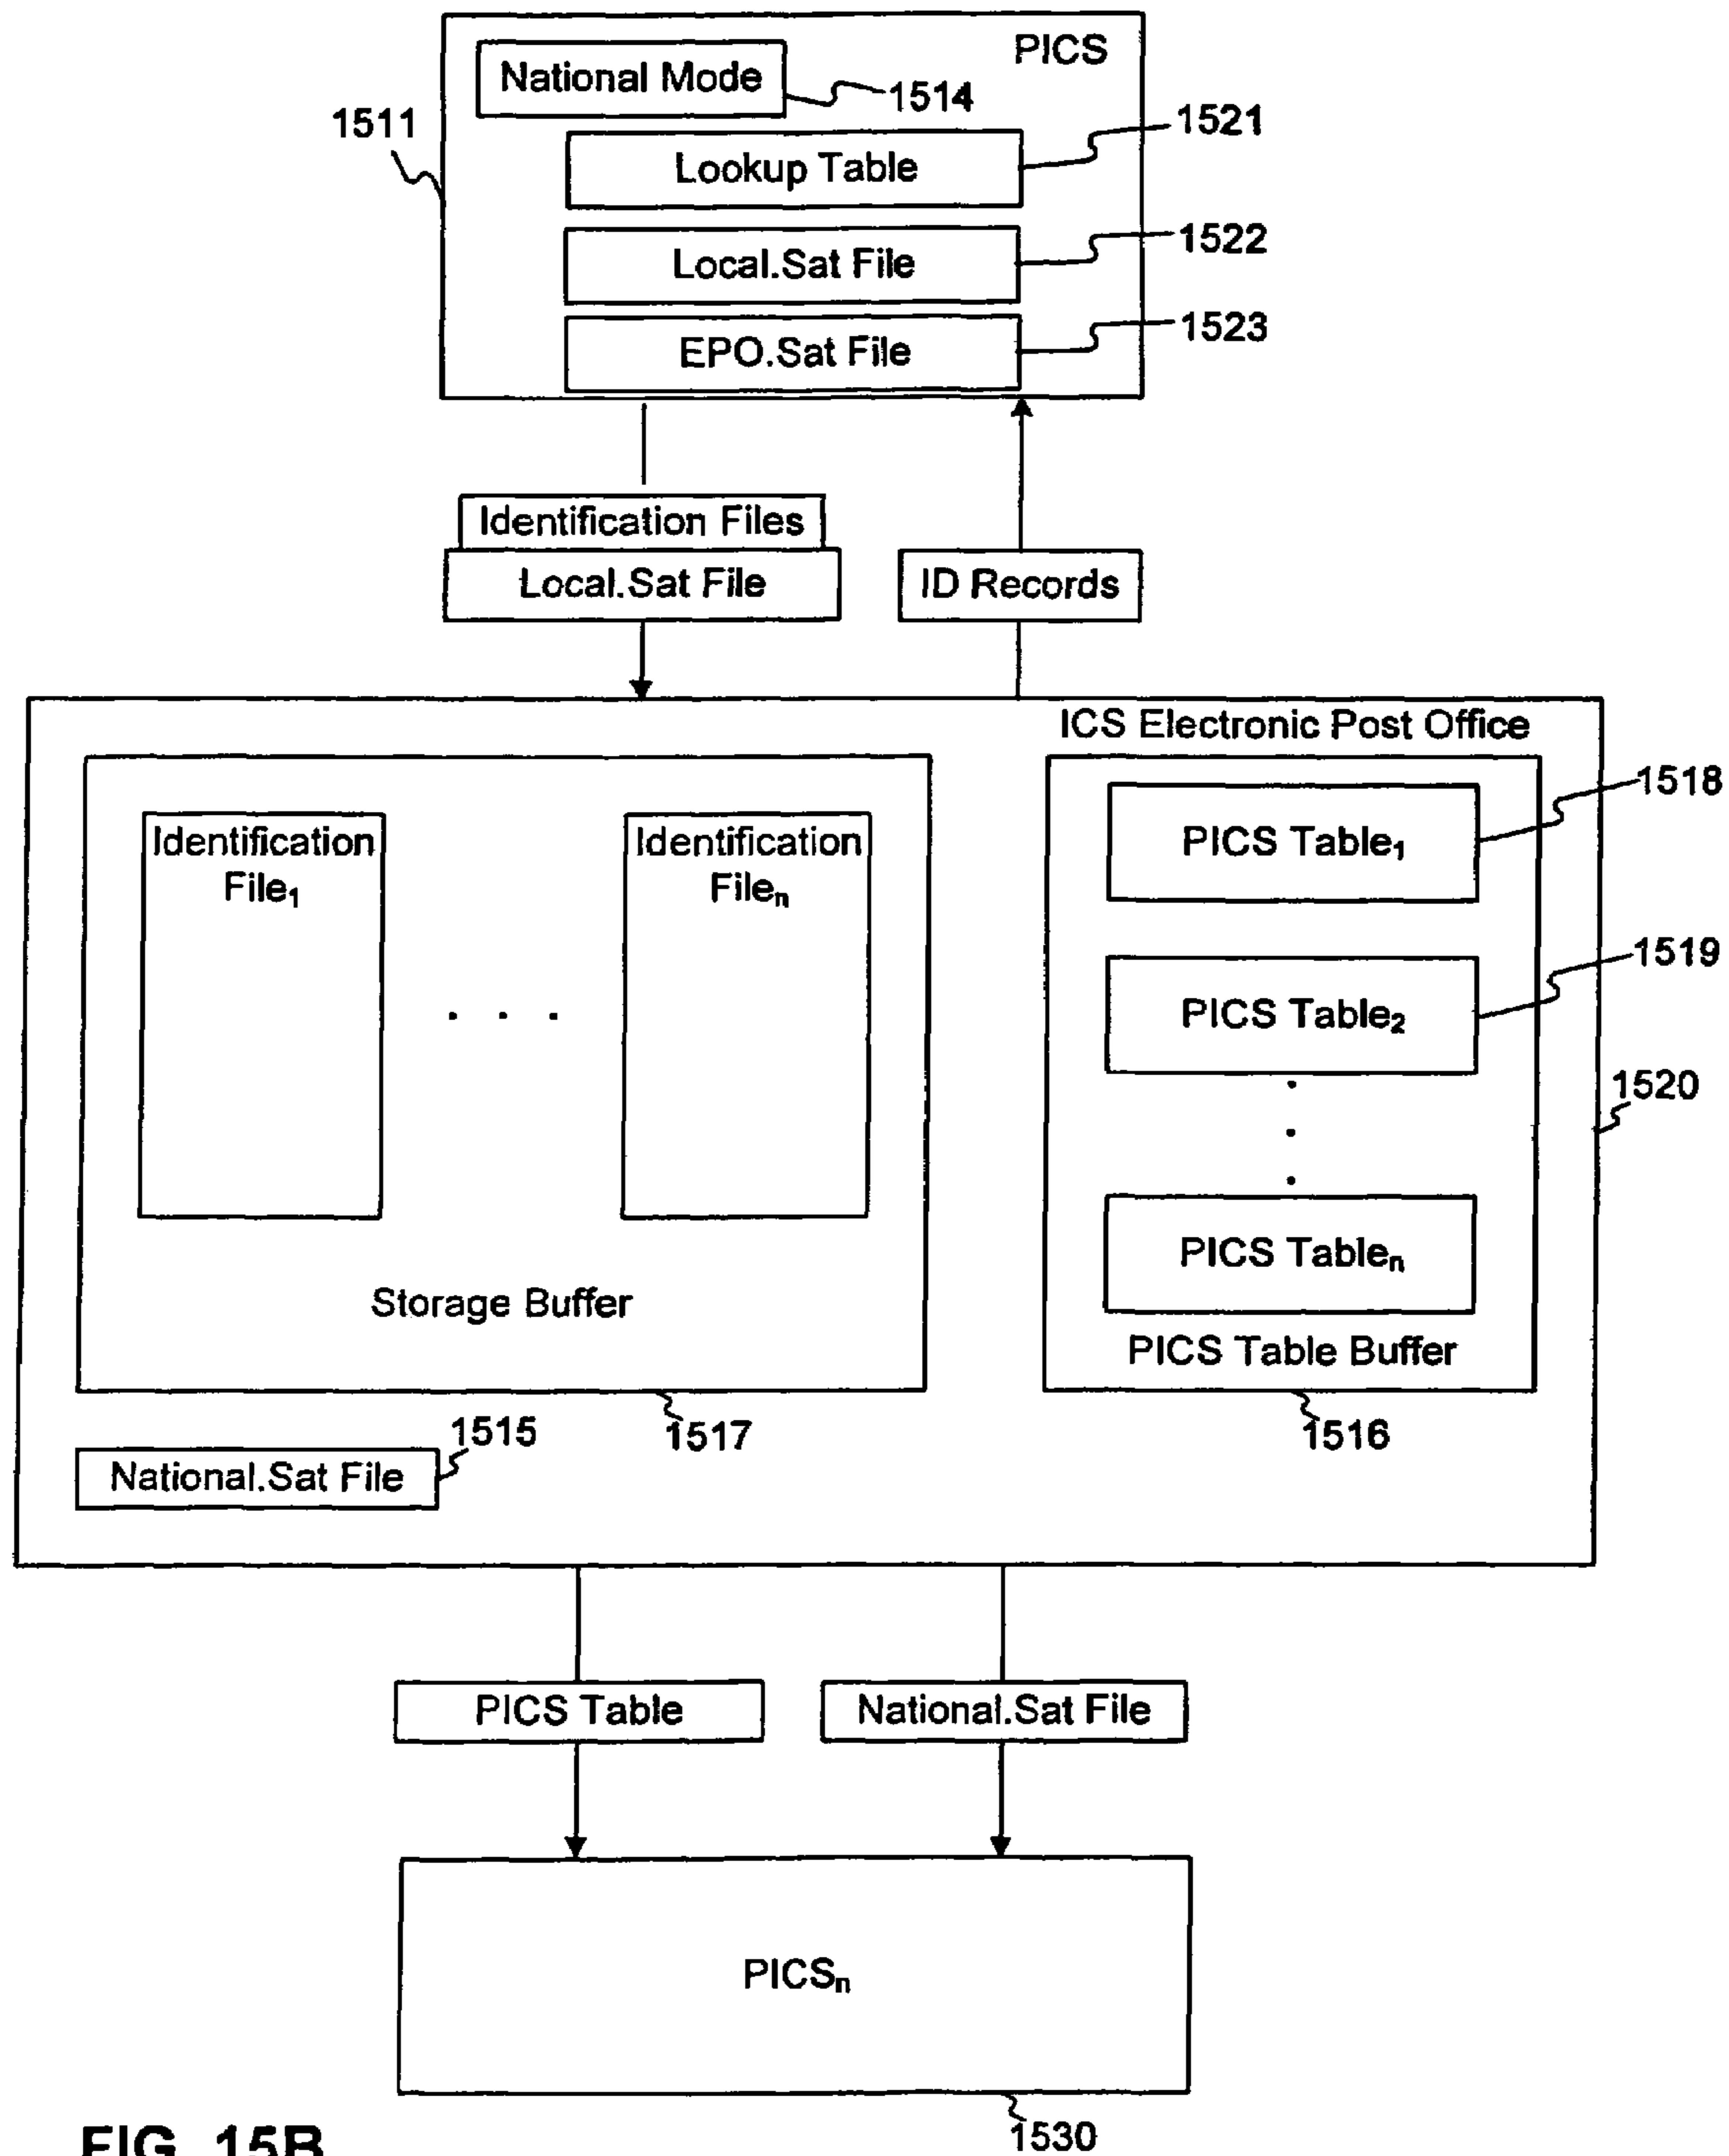 PICS
National Mode
1514
1511
1521
Lookup Table
1522
Local.Sat File
1523
EPO.Sat File
Identification Files
Local.Sat File
ID Records
ICS Electronic Post Office
1518
Identification
File₁
. . .
Identification
Fileₙ
PICS Table₁
1519
PICS Table₂
1520
.
.
.
PICS Tableₙ
Storage Buffer
PICS Table Buffer
1515
1517
1516
National.Sat File
PICS Table
National.Sat File
PICSₙ
1530
FIG. 15B